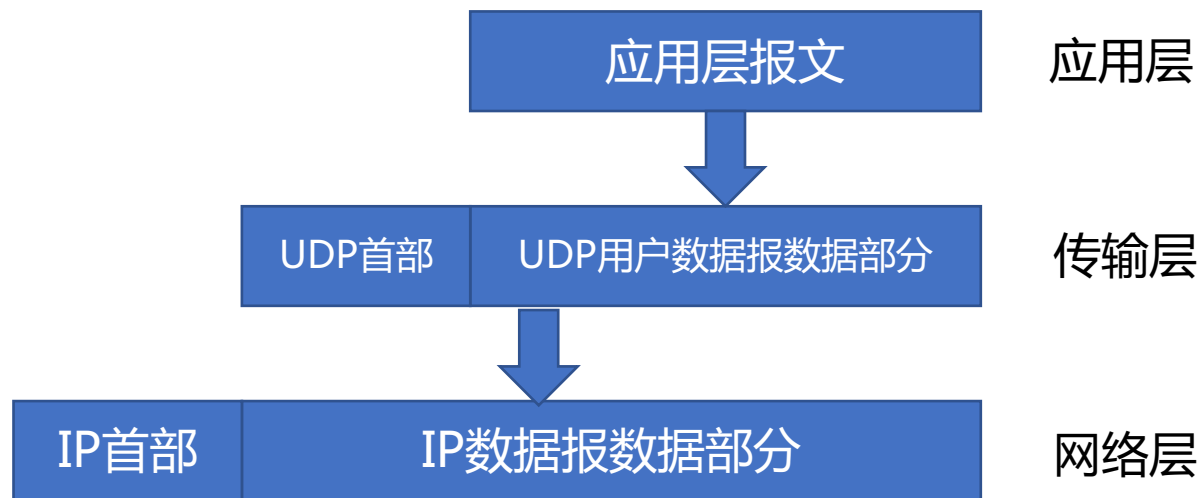 应用层报文
应用层
UDP首部
UDP用户数据报数据部分
传输层
IP首部
IP数据报数据部分
网络层